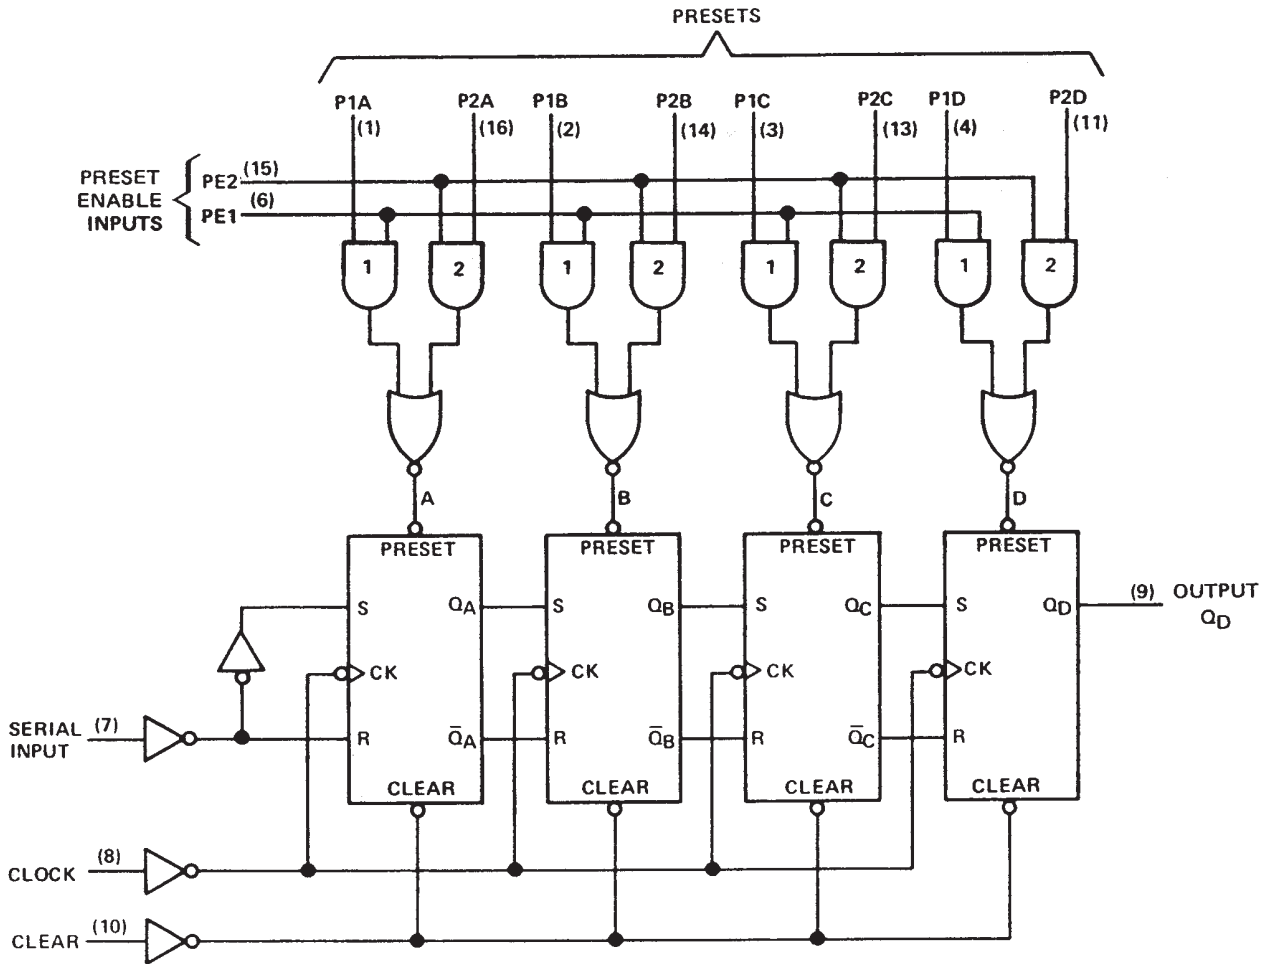 PRESETS
P1A P2A P1B P2B P1C P2C P1D P2D
(1) (16) (2) (14) (3) (13) (4) (11)
PRESET
ENABLE
INPUTS
PE2 (15)
PE1 (6)
1 2 1 2 1 2 1 2
A B C D
PRESET PRESET PRESET PRESET
S QA S QB S QC S QD (9) OUTPUT
QD
CK CK CK CK
SERIAL (7)
INPUT
R Q̅A R Q̅B R Q̅C R
CLEAR CLEAR CLEAR CLEAR
CLOCK (8)
CLEAR (10)